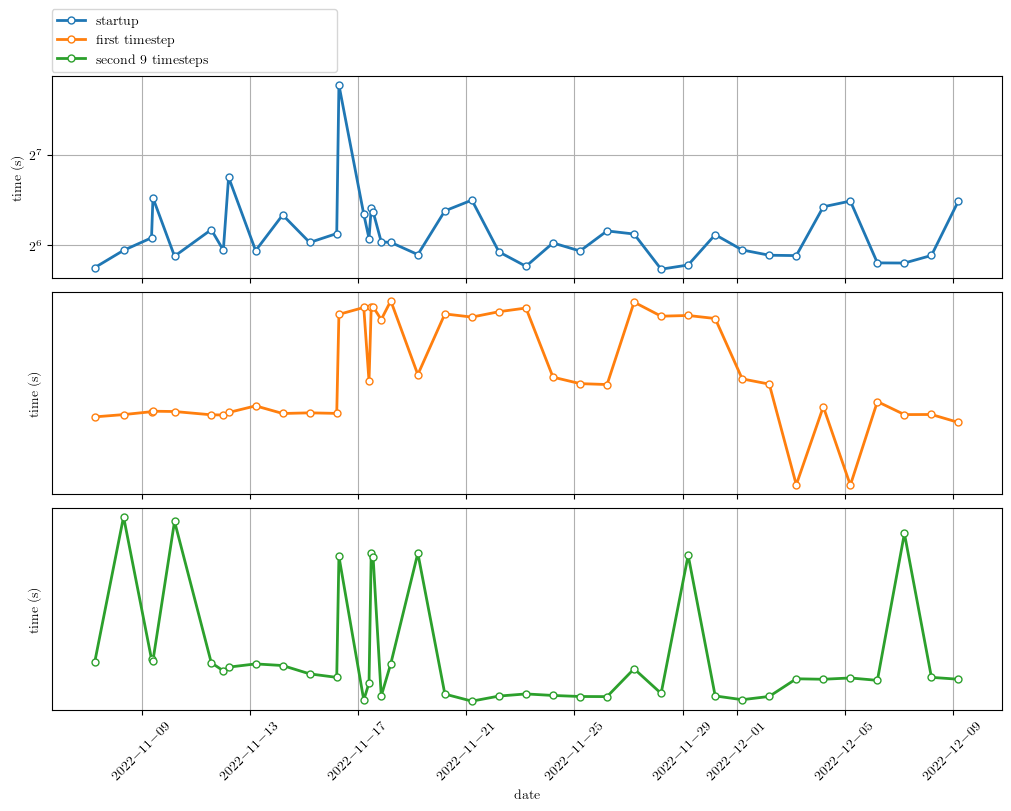 startup
first timestep
second 9 timesteps
time (s)
2^7
2^6
time (s)
time (s)
2022−11−09
2022−11−13
2022−11−17
2022−11−21
2022−11−25
2022−11−29
2022−12−01
2022−12−05
2022−12−09
date